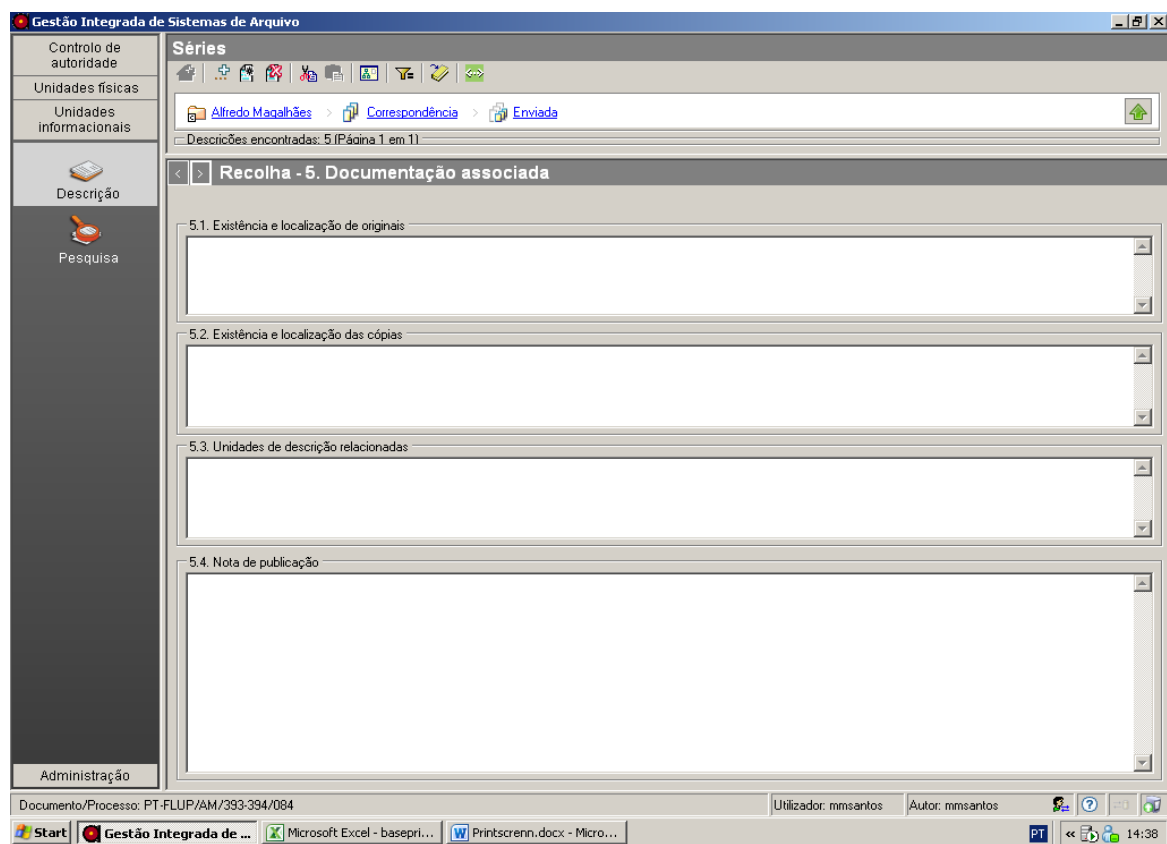 Gestão Integrada de Sistemas de Arquivo
Controlo de
autoridade
Unidades físicas
Unidades
informacionais
Descrição
Pesquisa
Administração
Séries
Alfredo Magalhães > Correspondência > Enviada
Descrições encontradas: 5 (Página 1 em 1)
< > Recolha - 5. Documentação associada
5.1. Existência e localização de originais
5.2. Existência e localização das cópias
5.3. Unidades de descrição relacionadas
5.4. Nota de publicação
Documento/Processo: PT-FLUP/AM/393-394/084
Utilizador: mmsantos
Autor: mmsantos
Start
Gestão Integrada de ...
Microsoft Excel - basepri...
Printscrenn.docx - Micro...
PT
«
14:38